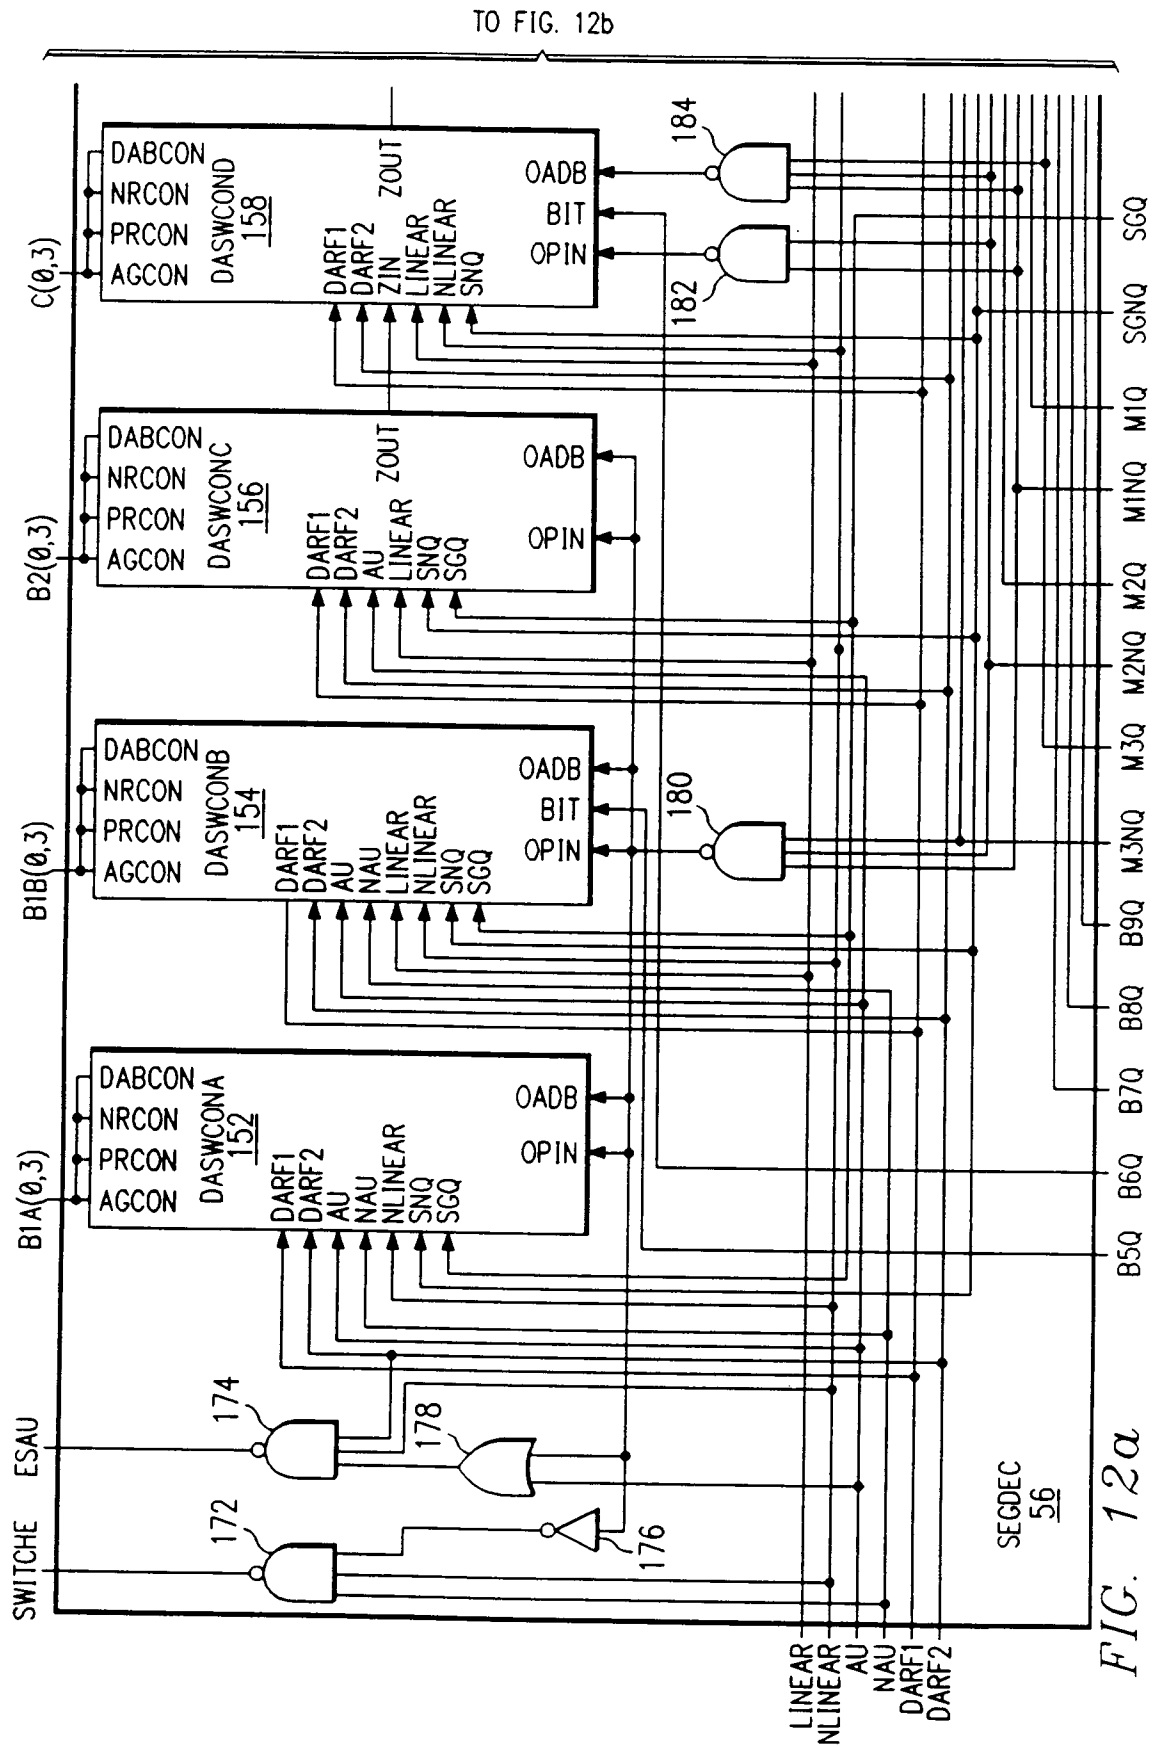 TO FIG. 12b
SWITCHE
ESAU
B1A(0,3)
B1B(0,3)
B2(0,3)
C(0,3)
172
174
176
178
AGCON
PRCON
NRCON
DABCON
DASWCONA
152
DARF1
DARF2
AU
NAU
NLINEAR
SNQ
SGQ
OPIN
OADB
AGCON
PRCON
NRCON
DABCON
DASWCONB
154
DARF1
DARF2
AU
NAU
LINEAR
NLINEAR
SNQ
SGQ
OPIN
BIT
OADB
180
AGCON
PRCON
NRCON
DABCON
DASWCONC
156
DARF1
DARF2
AU
LINEAR
SNQ
SGQ
ZOUT
OPIN
OADB
AGCON
PRCON
NRCON
DABCON
DASWCOND
158
DARF1
DARF2
ZIN
LINEAR
NLINEAR
SNQ
ZOUT
OPIN
BIT
OADB
182
184
LINEAR
NLINEAR
AU
NAU
DARF1
DARF2
SEGDEC
56
B5Q
B6Q
B7Q
B8Q
B9Q
M3NQ
M3Q
M2NQ
M2Q
M1NQ
M1Q
SGNQ
SGQ
FIG. 12a